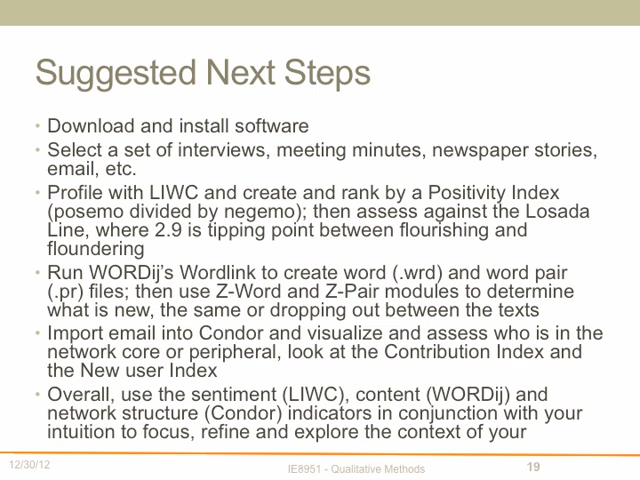 Suggested Next Steps
• Download and install software
• Select a set of interviews, meeting minutes, newspaper stories,
email, etc.
• Profile with LIWC and create and rank by a Positivity Index
(posemo divided by negemo); then assess against the Losada
Line, where 2.9 is tipping point between flourishing and
floundering
• Run WORDij’s Wordlink to create word (.wrd) and word pair
(.pr) files; then use Z-Word and Z-Pair modules to determine
what is new, the same or dropping out between the texts
• Import email into Condor and visualize and assess who is in the
network core or peripheral, look at the Contribution Index and
the New user Index
• Overall, use the sentiment (LIWC), content (WORDij) and
network structure (Condor) indicators in conjunction with your
intuition to focus, refine and explore the context of your
12/30/12
IE8951 - Qualitative Methods
19